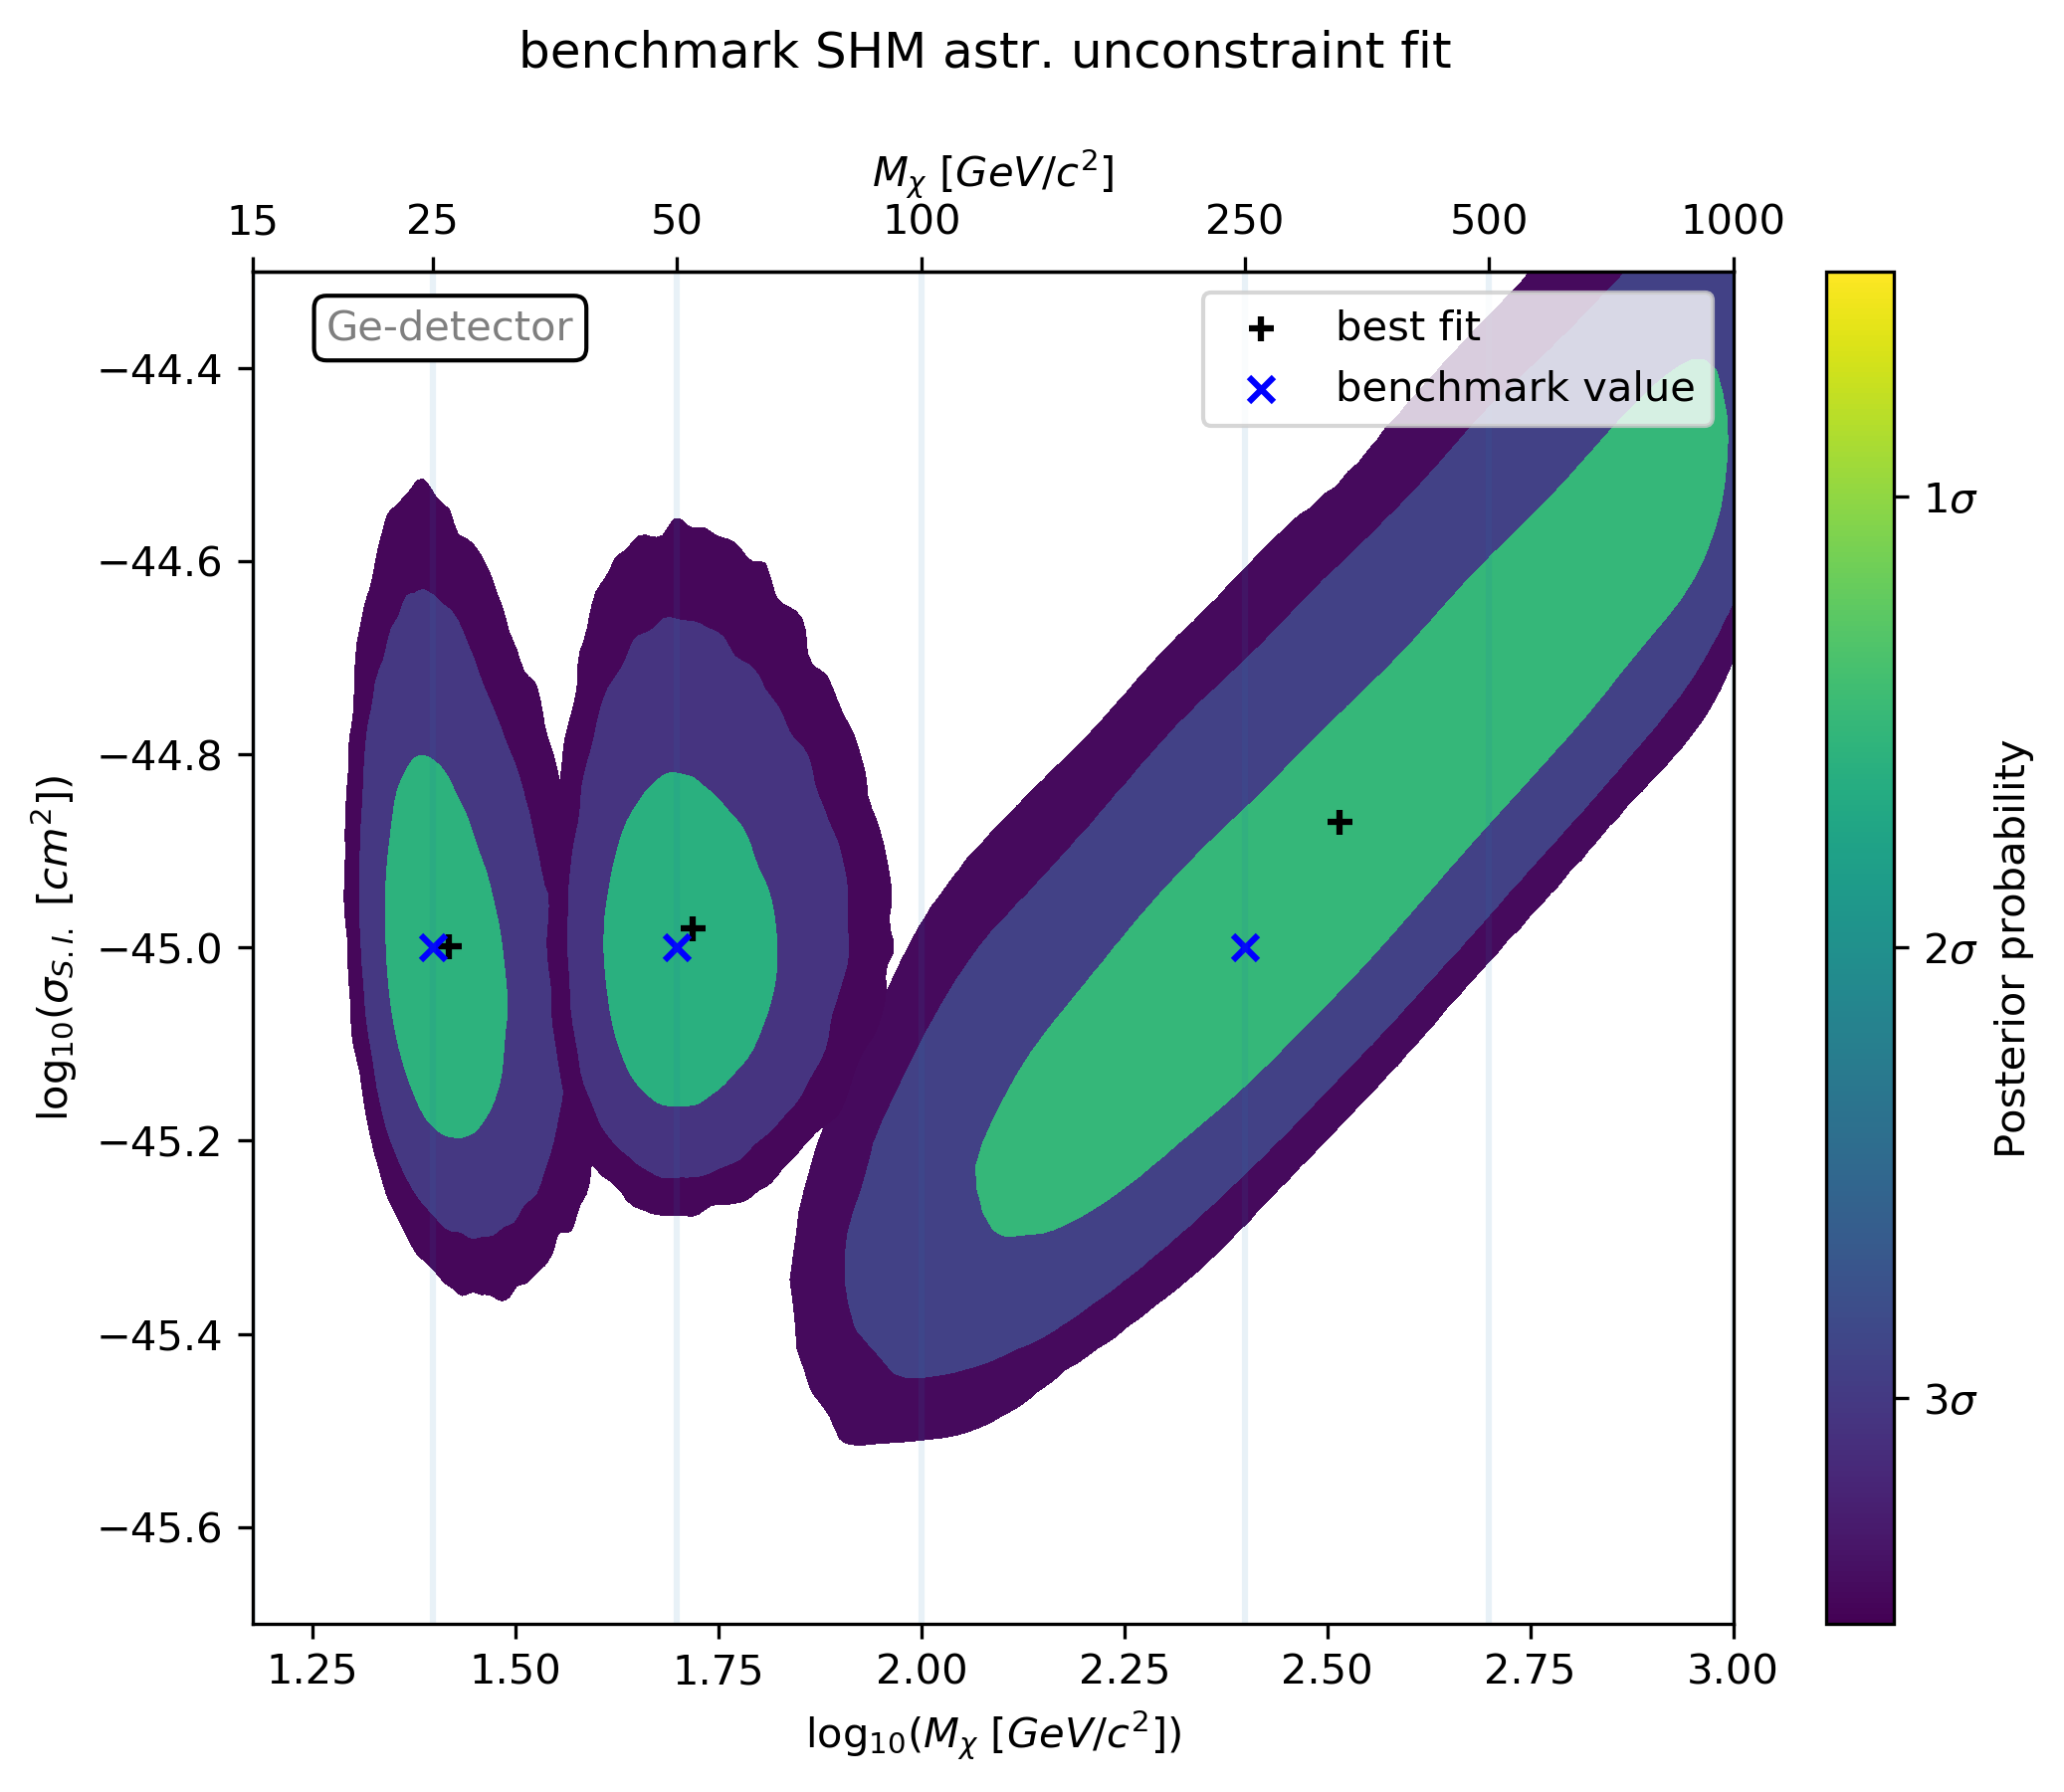 benchmark SHM astr. unconstraint fit
M_χ [GeV/c²]
15 25 50 100 250 500 1000
Ge-detector
best fit
benchmark value
−44.4
−44.6
−44.8
−45.0
−45.2
−45.4
−45.6
log₁₀(σ_S.I. [cm²])
1.25 1.50 1.75 2.00 2.25 2.50 2.75 3.00
log₁₀(M_χ [GeV/c²])
1σ
2σ
3σ
Posterior probability